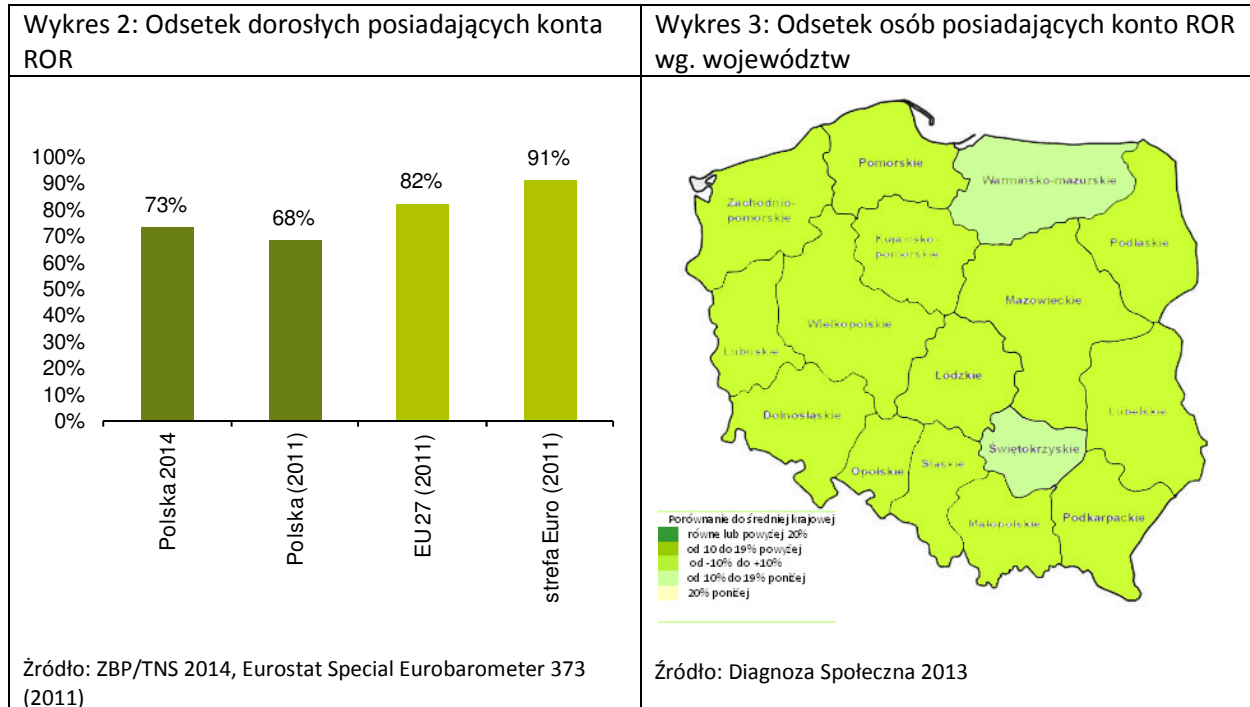 Wykres 2: Odsetek dorosłych posiadających konta
ROR
100%
90%
80%
70%
60%
50%
40%
30%
20%
10%
0%
73%
68%
82%
91%
Polska 2014
Polska (2011)
EU 27 (2011)
strefa Euro (2011)
Żródło: ZBP/TNS 2014, Eurostat Special Eurobarometer 373
(2011)
Wykres 3: Odsetek osób posiadających konto ROR
wg. województw
Pomorskie
Warmińsko-mazurskie
Zachodnio-
pomorskie
Kujawsko-
pomorskie
Podlaskie
Mazowieckie
Wielkopolskie
Lubuskie
Łódzkie
Dolnośląskie
Lubelskie
Świętokrzyskie
Opolskie
Śląskie
Małopolskie
Podkarpackie
Porównanie do średniej krajowej
równe lub powyżej 20%
od 10 do 19% powyżej
od -10% do +10%
od 10% do 19% poniżej
20% poniżej
Źródło: Diagnoza Społeczna 2013